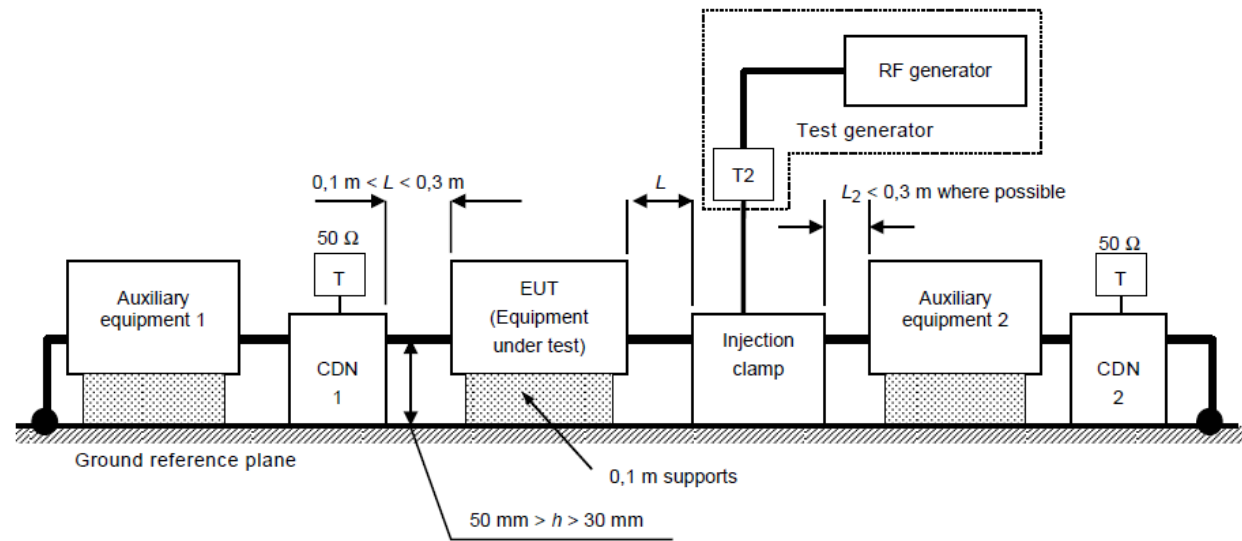 RF generator
Test generator
T2
0,1 m < L < 0,3 m
L
L2 < 0,3 m where possible
50 Ω
T
50 Ω
T
Auxiliary
equipment 1
EUT
(Equipment
under test)
Injection
clamp
Auxiliary
equipment 2
CDN
1
CDN
2
Ground reference plane
0,1 m supports
50 mm > h > 30 mm